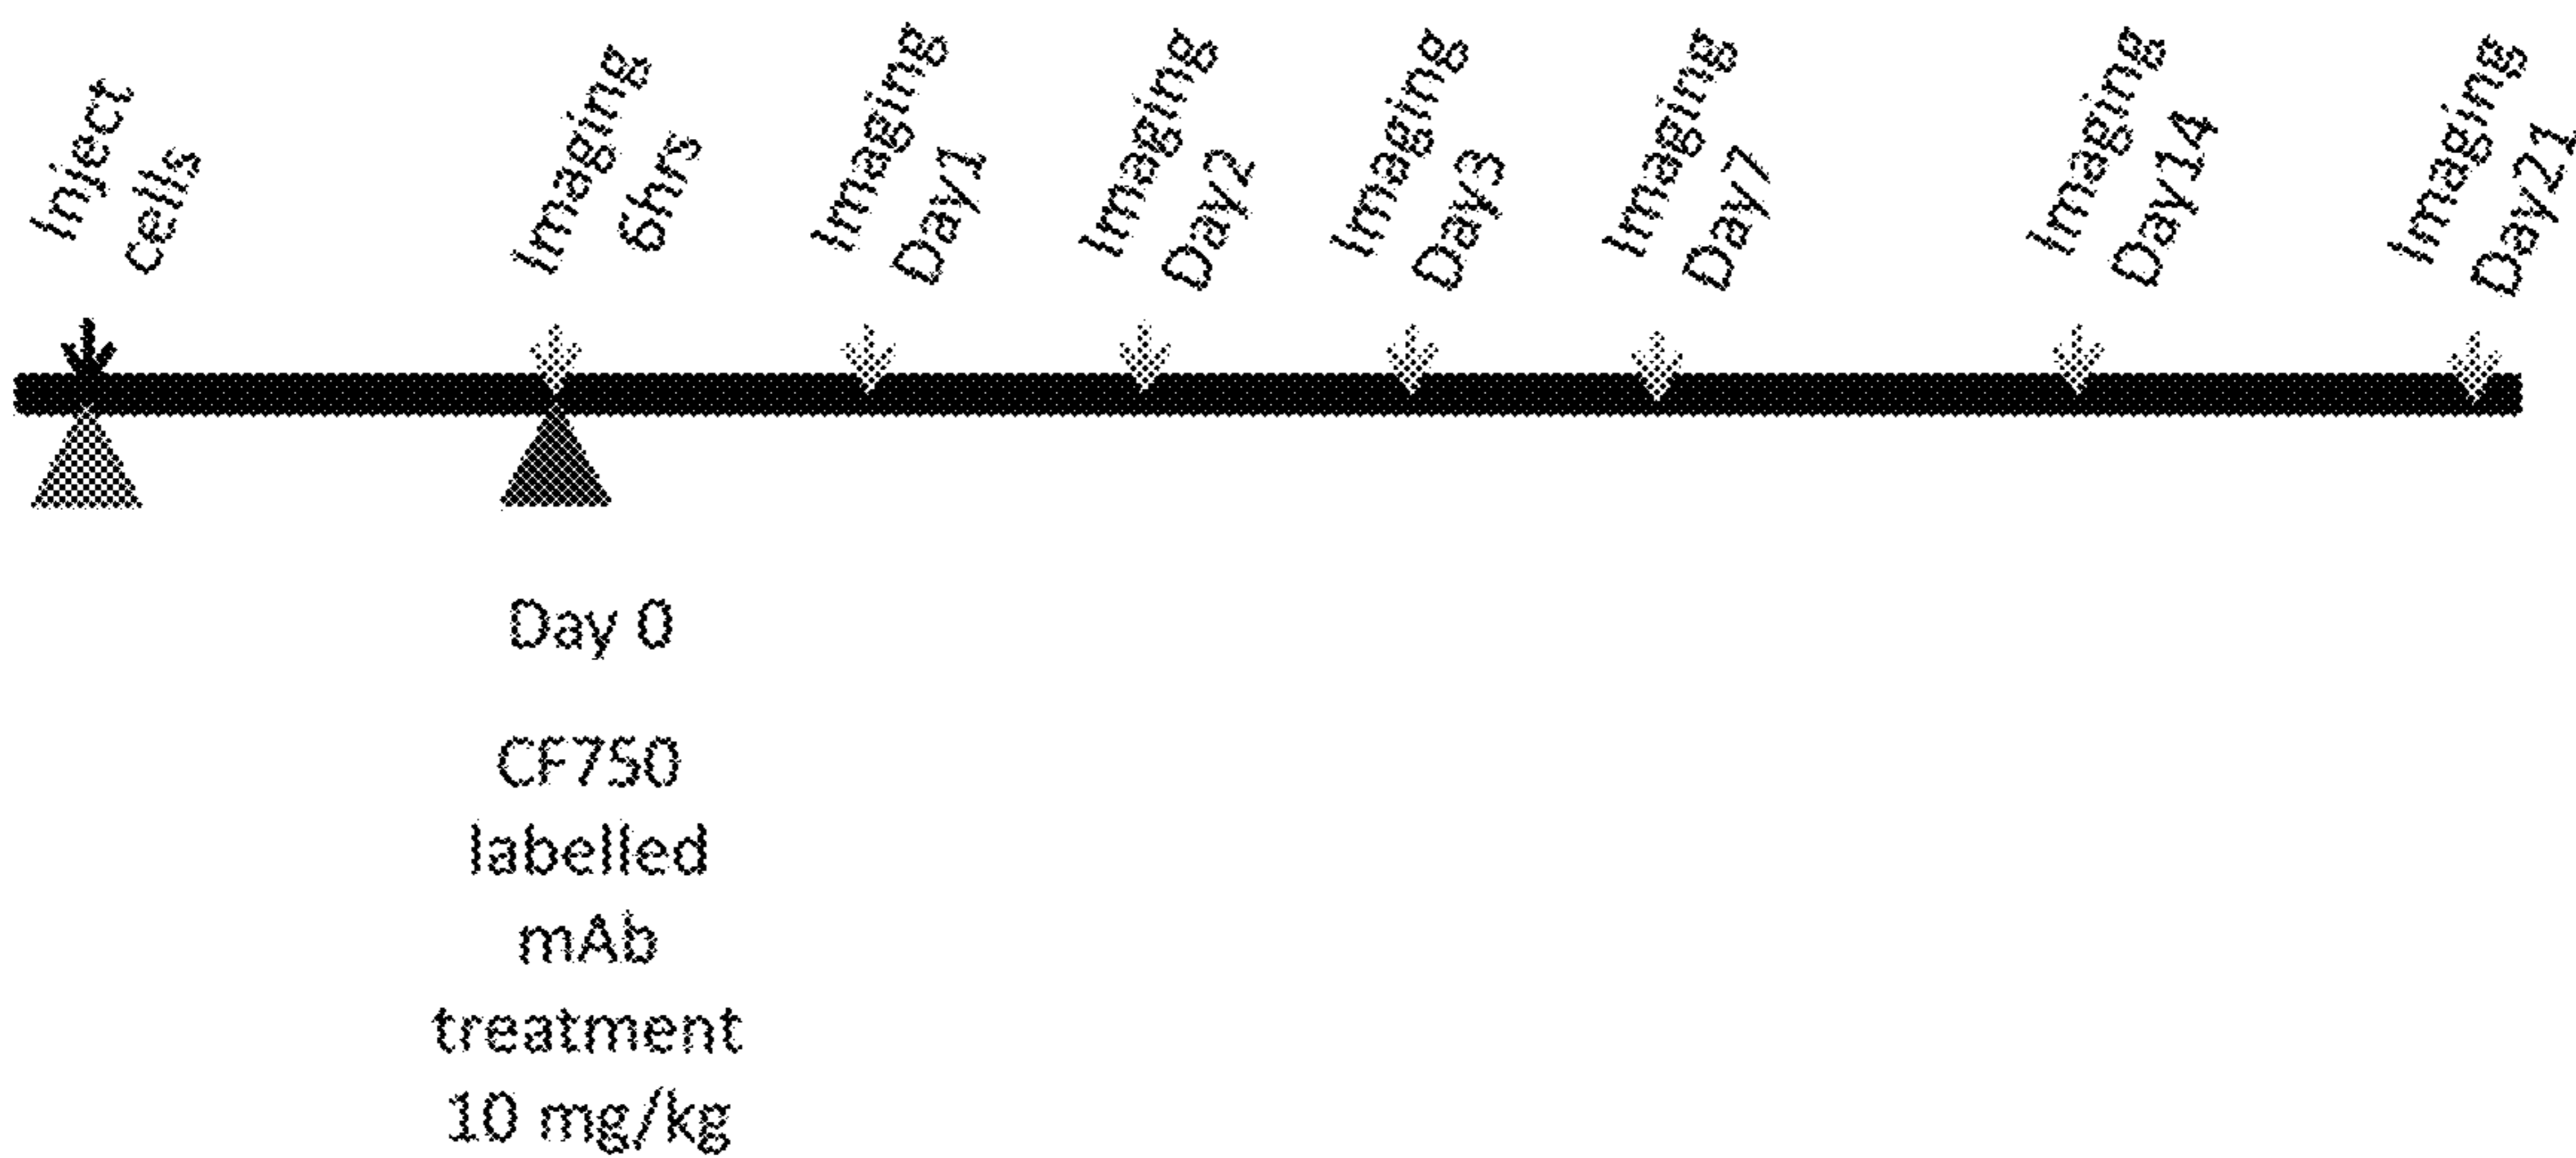 Inject
cells
Imaging
6hrs
Imaging
Day1
Imaging
Day2
Imaging
Day3
Imaging
Day7
Imaging
Day14
Imaging
Day21
Day 0
CF750
labelled
mAb
treatment
10 mg/kg